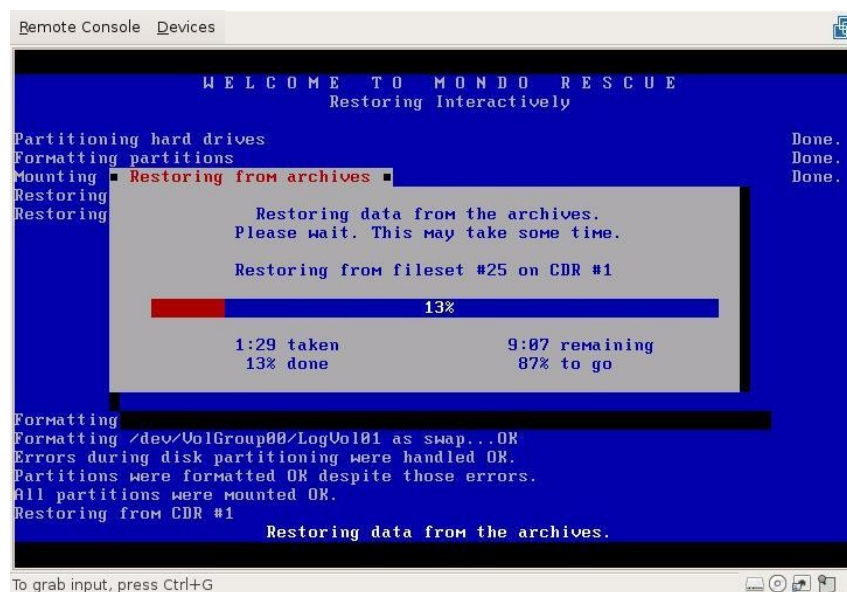 Remote Console Devices
W E L C O M E T O M O N D O R E S C U E
Restoring Interactively
Partitioning hard drives Done.
Formatting partitions Done.
Mounting Done.
Restoring from archives
Restoring
Restoring
Restoring data from the archives.
Please wait. This may take some time.
Restoring from fileset #25 on CDR #1
13%
1:29 taken 9:07 remaining
13% done 87% to go
Formatting
Formatting /dev/VolGroup00/LogVol01 as swap...OK
Errors during disk partitioning were handled OK.
Partitions were formatted OK despite those errors.
All partitions were mounted OK.
Restoring from CDR #1
Restoring data from the archives.
To grab input, press Ctrl+G